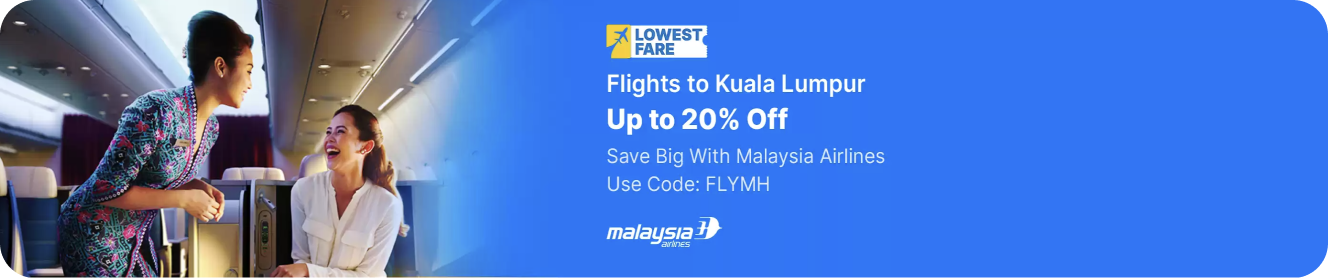 LOWEST
FARE
Flights to Kuala Lumpur
Up to 20% Off
Save Big With Malaysia Airlines
Use Code: FLYMH
malaysia
airlines